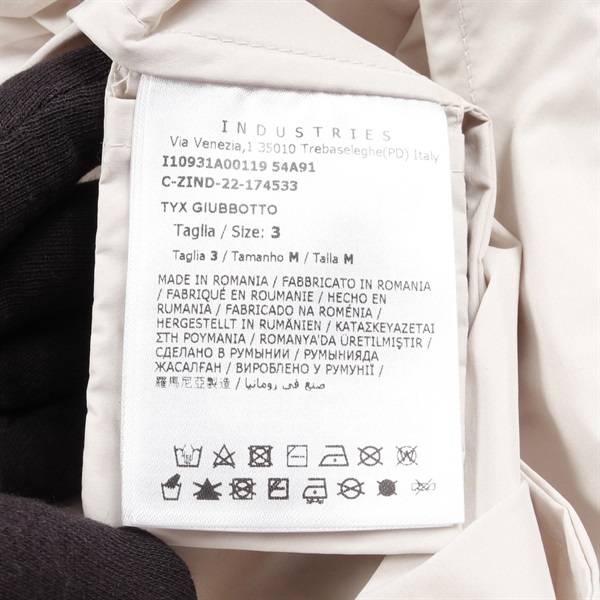 INDUSTRIES
Via Venezia,1 35010 Trebaseleghe(PD) Italy
I10931A00119 54A91
C-ZIND-22-174533
TYX GIUBBOTTO
Taglia / Size: 3
Taglia 3 / Tamanho M / Talla M
MADE IN ROMANIA / FABBRICATO IN ROMANIA
/ FABRIQUÉ EN ROUMANIE / HECHO EN
RUMANIA / FABRICADO NA ROMÉNIA /
HERGESTELLT IN RUMÄNIEN / ΚΑΤΑΣΚΕΥΑΖΕΤΑΙ
ΣΤΗ ΡΟΥΜΑΝΙΑ / ROMANYA'DA ÜRETİLMİŞTİR /
СДЕЛАНО В РУМЫНИИ / РУМЫНИЯДА
ЖАСАЛҒАН / ВИРОБЛЕНО У РУМУНІЇ /
羅馬尼亞製造 / صنع في رومانيا